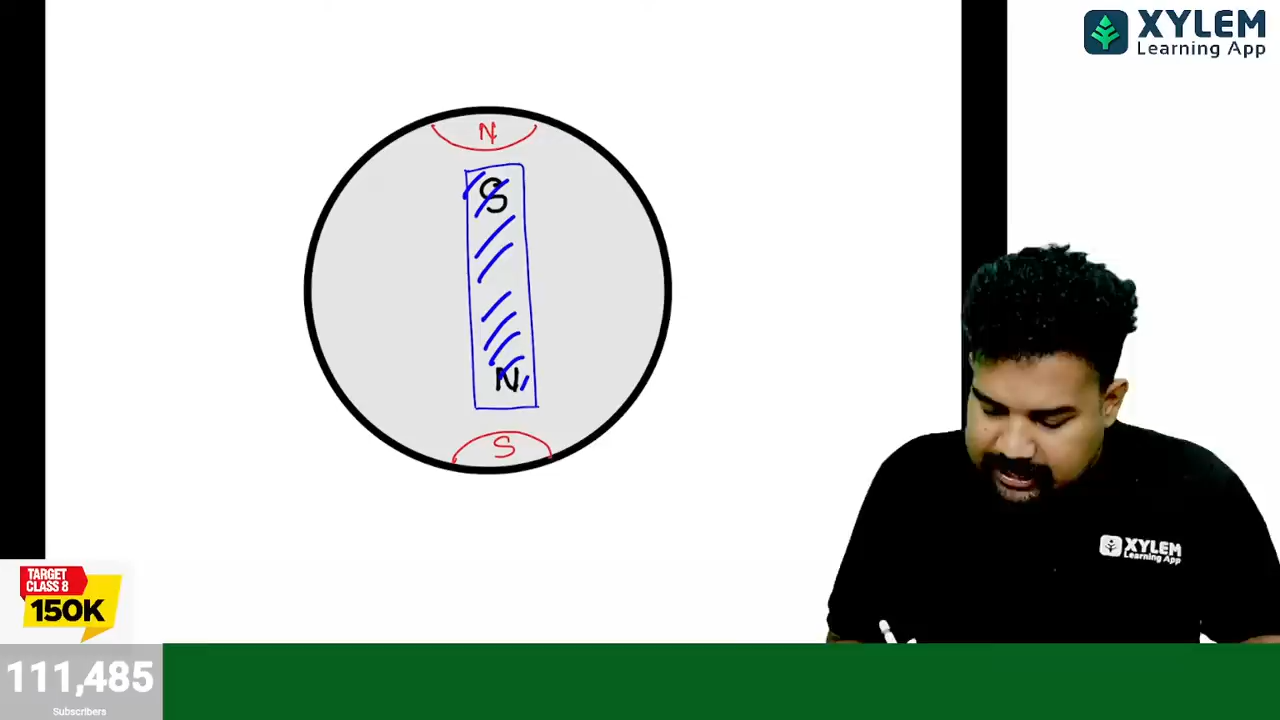 XYLEM
Learning App
N
S
N
S
XYLEM
Learning App
TARGET
CLASS 8
150K
111,485
Subscribers